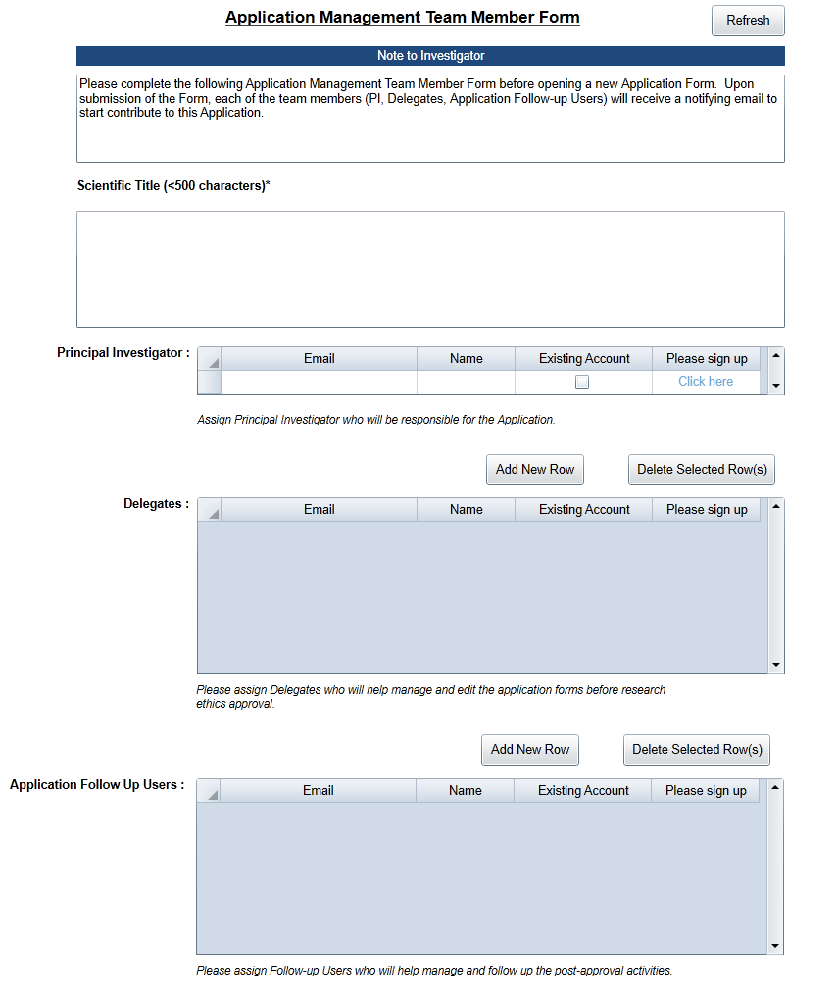 Application Management Team Member Form
Refresh
Note to Investigator
Please complete the following Application Management Team Member Form before opening a new Application Form.  Upon
submission of the Form, each of the team members (PI, Delegates, Application Follow-up Users) will receive a notifying email to
start contribute to this Application.
Scientific Title (<500 characters)*
Principal Investigator :
Email Name Existing Account Please sign up
Click here
Assign Principal Investigator who will be responsible for the Application.
Add New Row Delete Selected Row(s)
Delegates :
Email Name Existing Account Please sign up
Please assign Delegates who will help manage and edit the application forms before research
ethics approval.
Add New Row Delete Selected Row(s)
Application Follow Up Users :
Email Name Existing Account Please sign up
Please assign Follow-up Users who will help manage and follow up the post-approval activities.